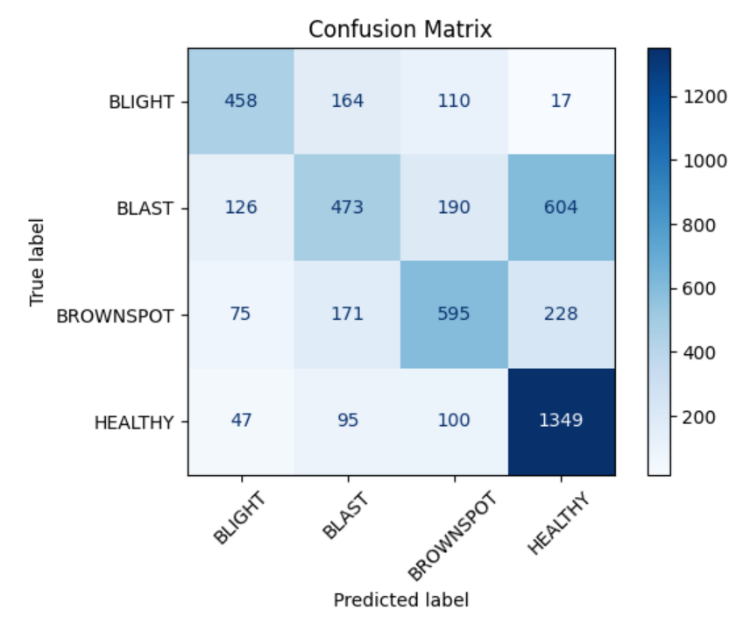 Confusion Matrix
BLIGHT 458 164 110 17
BLAST 126 473 190 604
BROWNSPOT 75 171 595 228
HEALTHY 47 95 100 1349
BLIGHT BLAST BROWNSPOT HEALTHY
Predicted label
True label
1200
1000
800
600
400
200